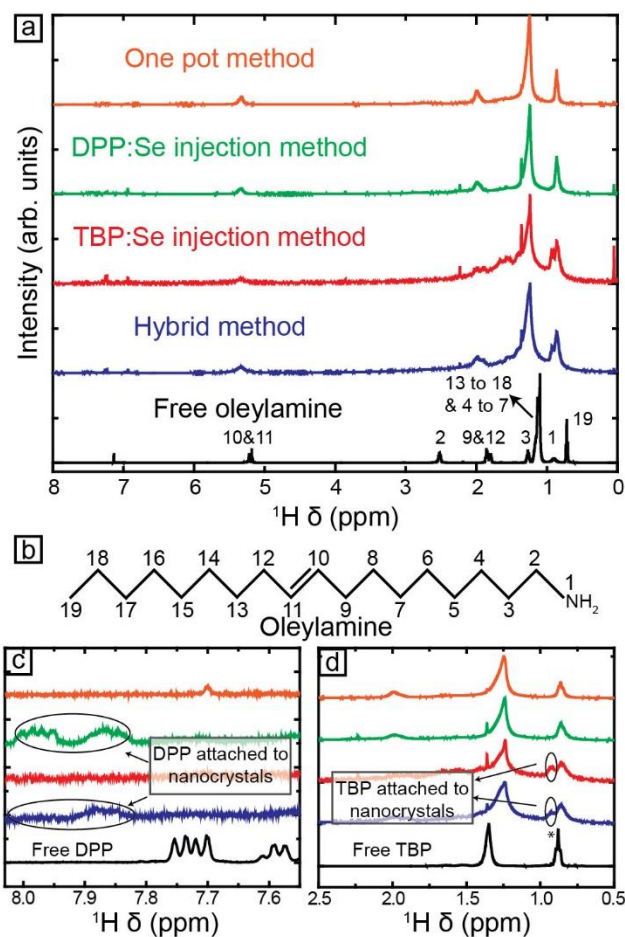 a
One pot method
DPP:Se injection method
TBP:Se injection method
Hybrid method
13 to 18
& 4 to 7
Free oleylamine
19
10&11
2
9&12
3
1
8 7 6 5 4 3 2 1 0
¹H δ (ppm)
Intensity (arb. units)
b
18 16 14 12 10 8 6 4 2
1
NH₂
19 17 15 13 11 9 7 5 3
Oleylamine
c
DPP attached to
nanocrystals
Free DPP
8.0 7.9 7.8 7.7 7.6
¹H δ (ppm)
d
TBP attached to
nanocrystals
*
Free TBP
2.5 2.0 1.5 1.0 0.5
¹H δ (ppm)